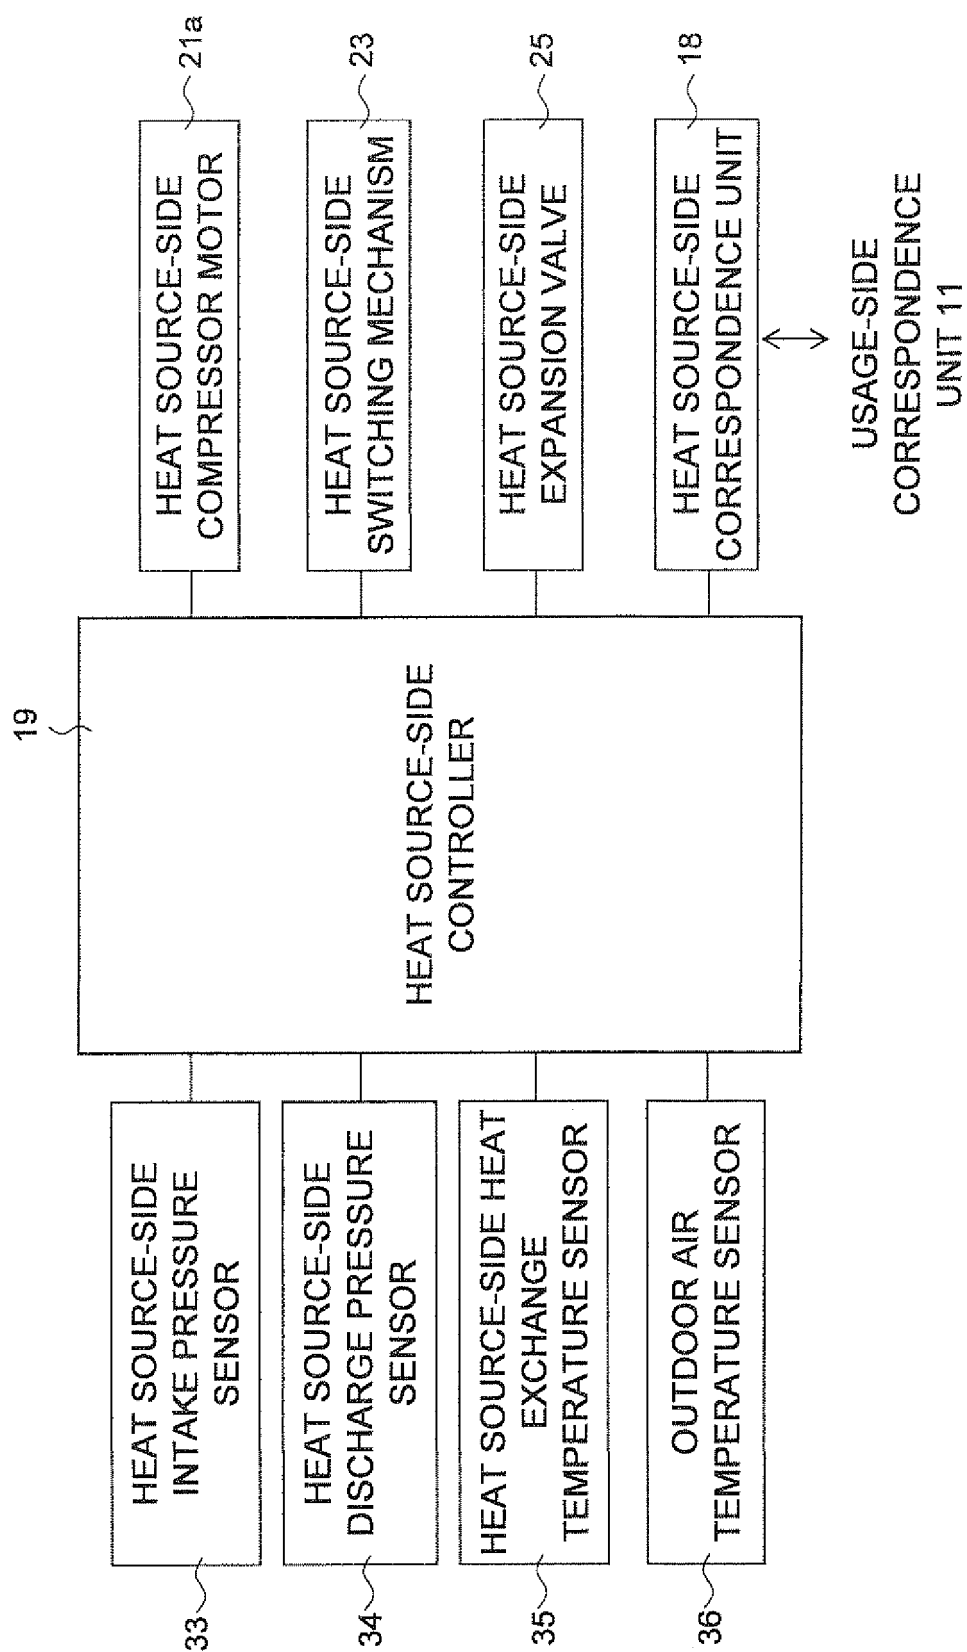 19
33
HEAT SOURCE-SIDE
INTAKE PRESSURE
SENSOR
34
HEAT SOURCE-SIDE
DISCHARGE PRESSURE
SENSOR
35
HEAT SOURCE-SIDE HEAT
EXCHANGE
TEMPERATURE SENSOR
36
OUTDOOR AIR
TEMPERATURE SENSOR
HEAT SOURCE-SIDE
CONTROLLER
HEAT SOURCE-SIDE
COMPRESSOR MOTOR
21a
HEAT SOURCE-SIDE
SWITCHING MECHANISM
23
HEAT SOURCE-SIDE
EXPANSION VALVE
25
HEAT SOURCE-SIDE
CORRESPONDENCE UNIT
18
USAGE-SIDE
CORRESPONDENCE
UNIT 11